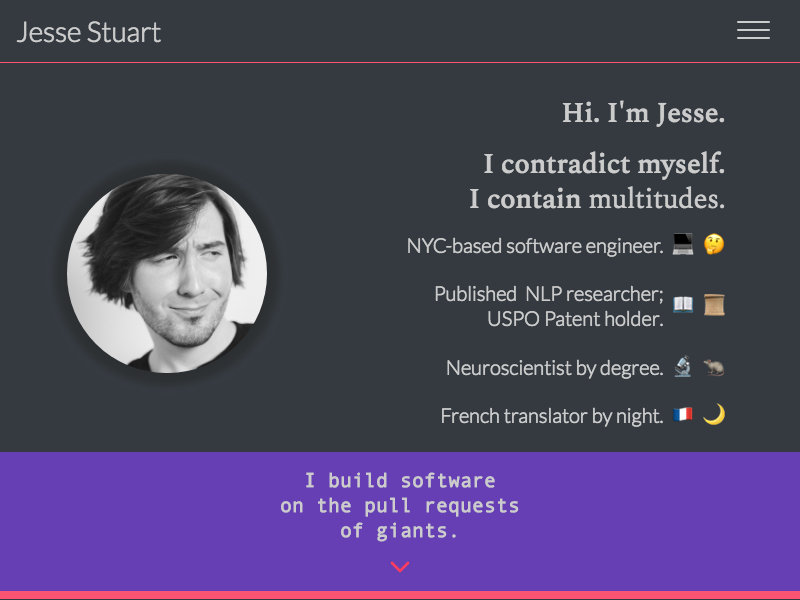 Jesse Stuart
Hi. I'm Jesse.
I contradict myself.
I contain multitudes.
NYC-based software engineer. 💻 🤔
Published NLP researcher;
USPO Patent holder. 📖 📜
Neuroscientist by degree. 🔬 🐀
French translator by night. 🇫🇷 🌙
I build software
on the pull requests
of giants.